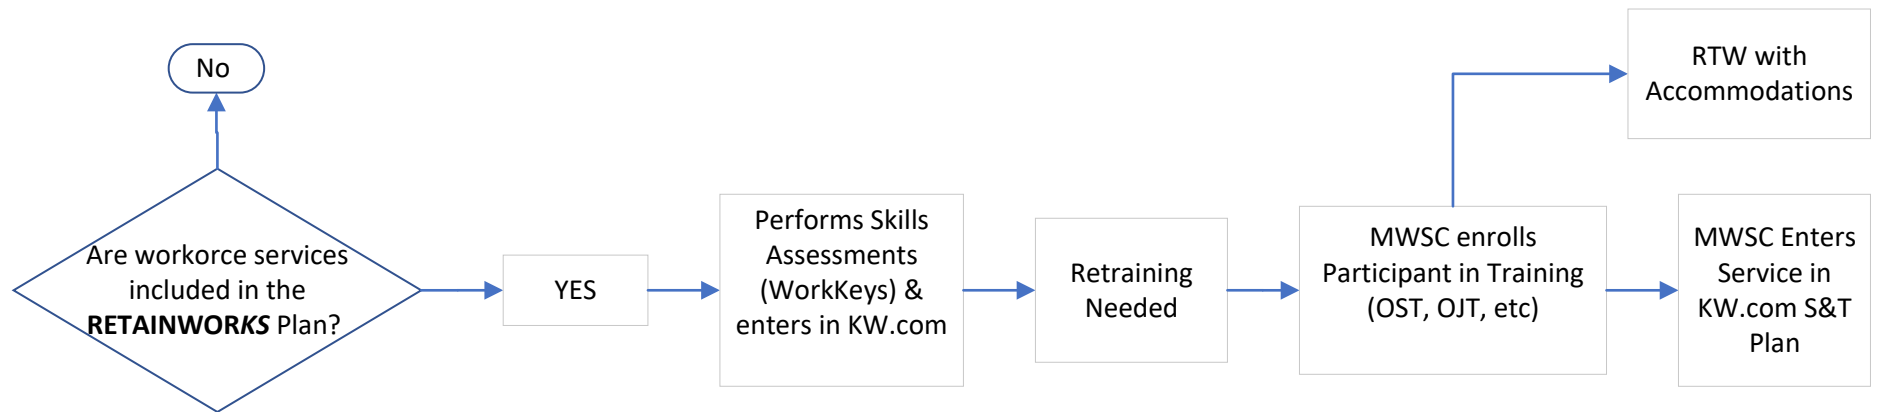 No
Are workorce services
included in the
RETAINWORKS Plan?
YES
Performs Skills
Assessments
(WorkKeys) &
enters in KW.com
Retraining
Needed
MWSC enrolls
Participant in Training
(OST, OJT, etc)
RTW with
Accommodations
MWSC Enters
Service in
KW.com S&T
Plan